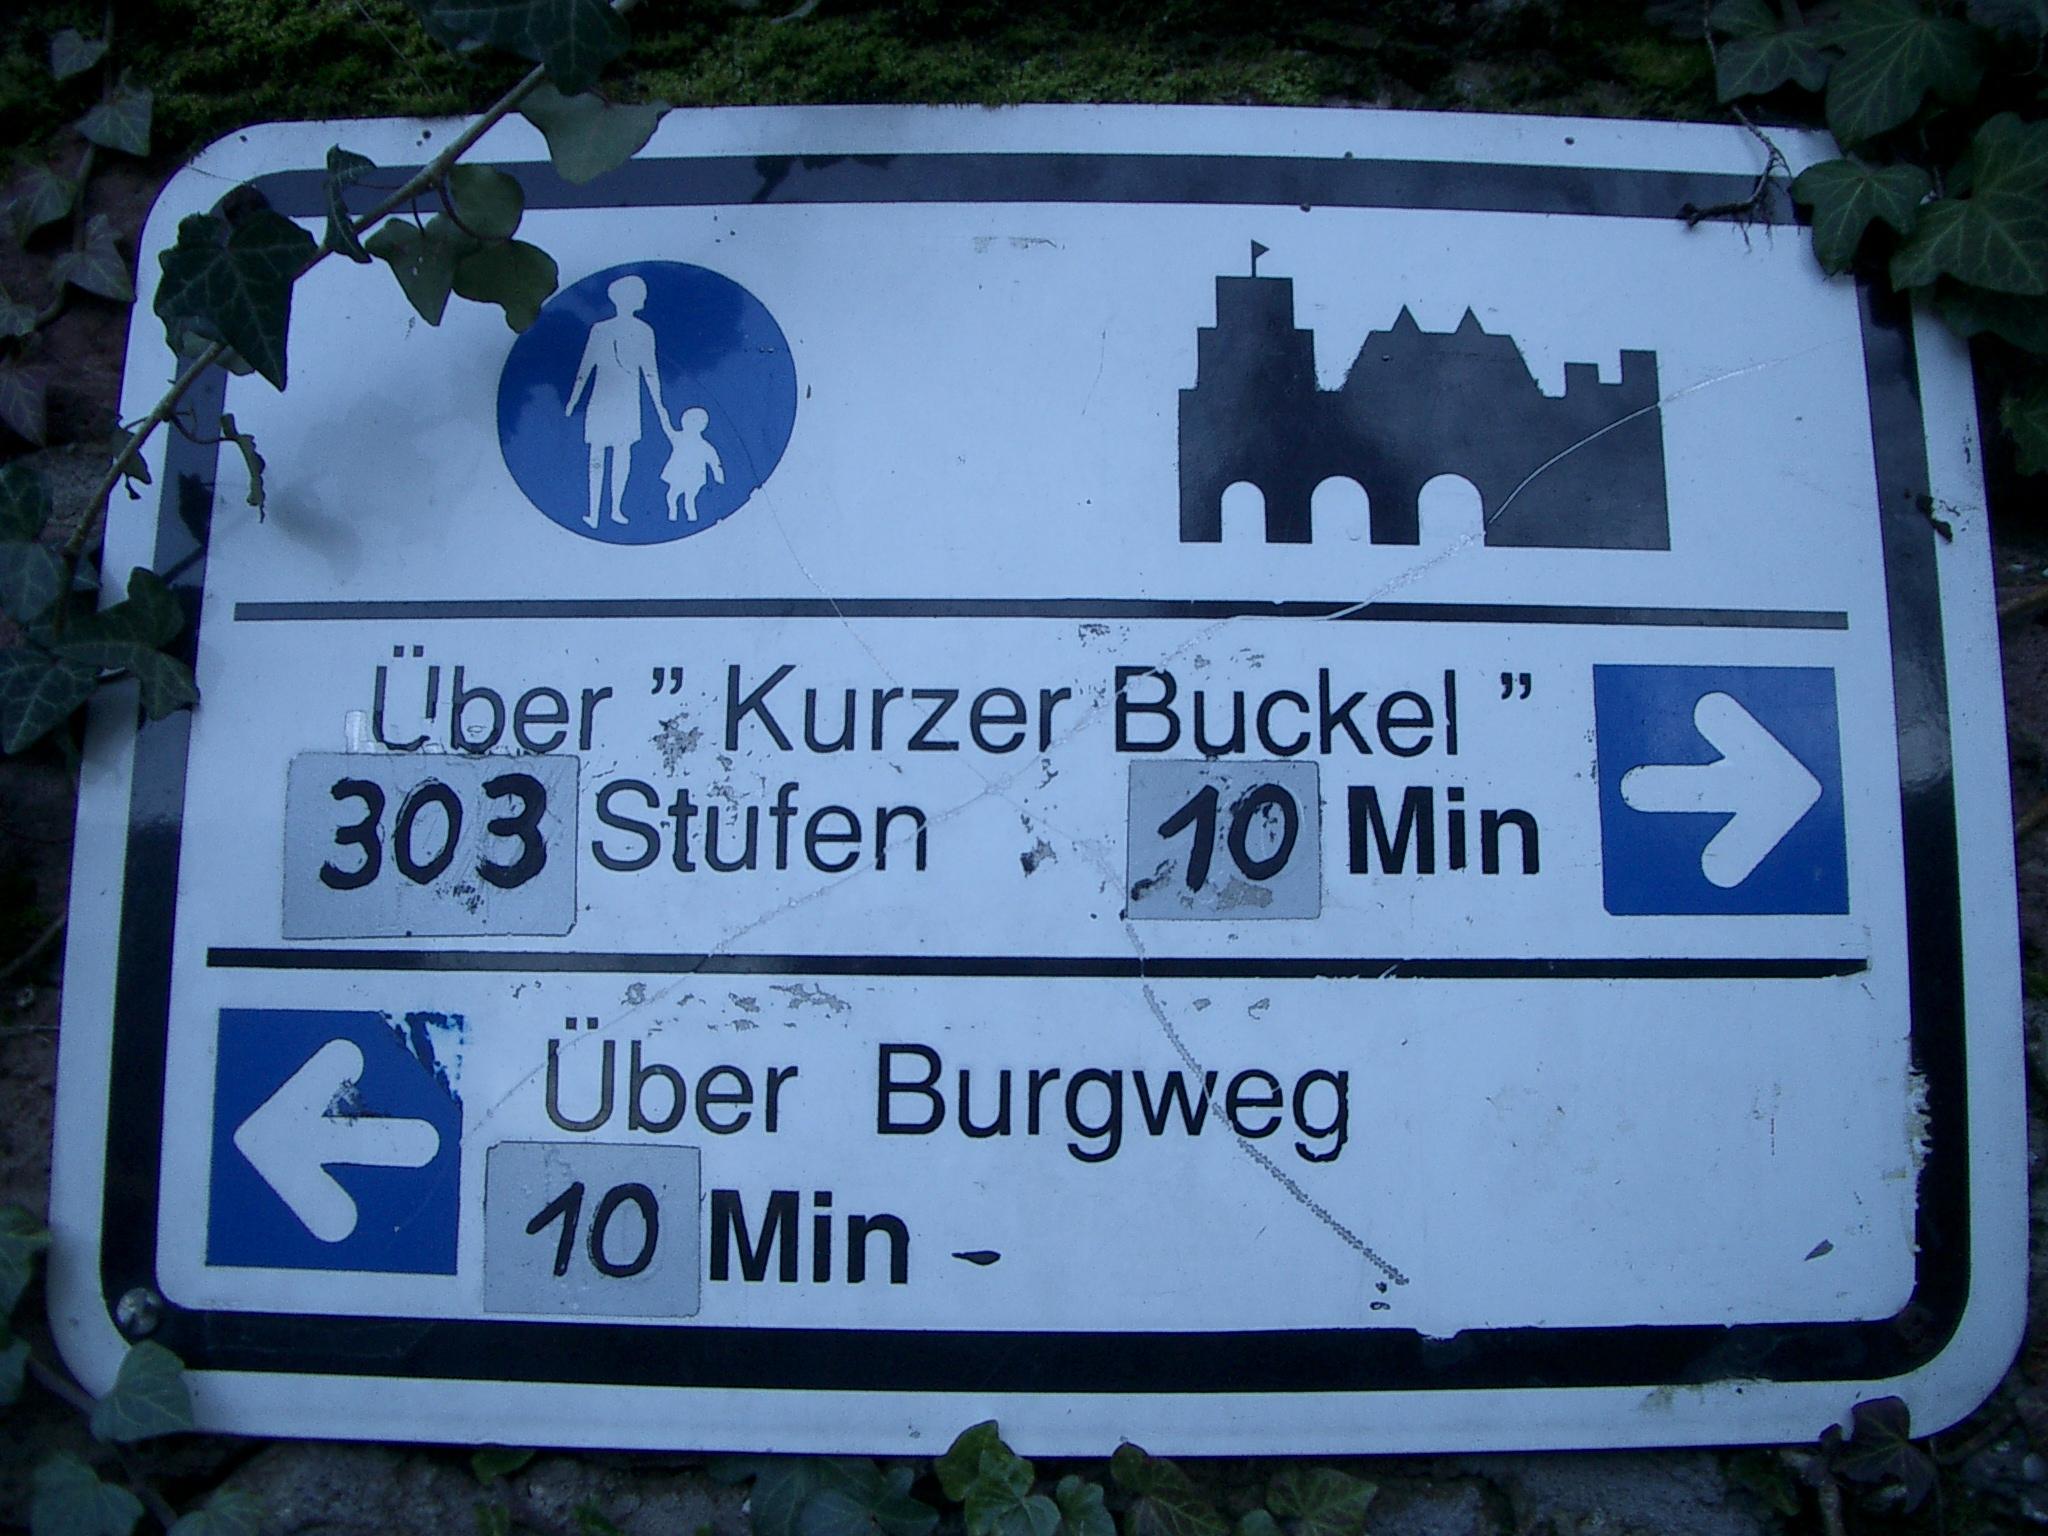 Über " Kurzer Buckel "
303 Stufen 10 Min
Über Burgweg
10 Min -